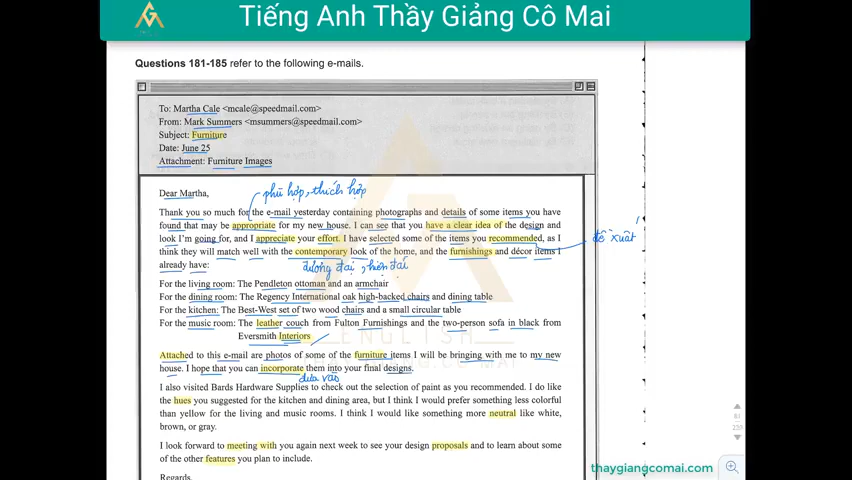 Tiếng Anh Thầy Giảng Cô Mai
Questions 181-185 refer to the following e-mails.
To: Martha Cale <mcale@speedmail.com>
From: Mark Summers <msummers@speedmail.com>
Subject: Furniture
Date: June 25
Attachment: Furniture Images
Dear Martha,
phù hợp, thích hợp
Thank you so much for the e-mail yesterday containing photographs and details of some items you have
found that may be appropriate for my new house. I can see that you have a clear idea of the design and
look I'm going for, and I appreciate your effort. I have selected some of the items you recommended, as I
đề xuất
think they will match well with the contemporary look of the home, and the furnishings and décor items I
already have:
đương đại, hiện đại
For the living room: The Pendleton ottoman and an armchair
For the dining room: The Regency International oak high-backed chairs and dining table
For the kitchen: The Best-West set of two wood chairs and a small circular table
For the music room: The leather couch from Fulton Furnishings and the two-person sofa in black from
Eversmith Interiors
Attached to this e-mail are photos of some of the furniture items I will be bringing with me to my new
house. I hope that you can incorporate them into your final designs.
đưa vào
I also visited Bards Hardware Supplies to check out the selection of paint as you recommended. I do like
the hues you suggested for the kitchen and dining area, but I think I would prefer something less colorful
than yellow for the living and music rooms. I think I would like something more neutral like white,
brown, or gray.
I look forward to meeting with you again next week to see your design proposals and to learn about some
of the other features you plan to include.
Regards,
thaygiangcomai.com